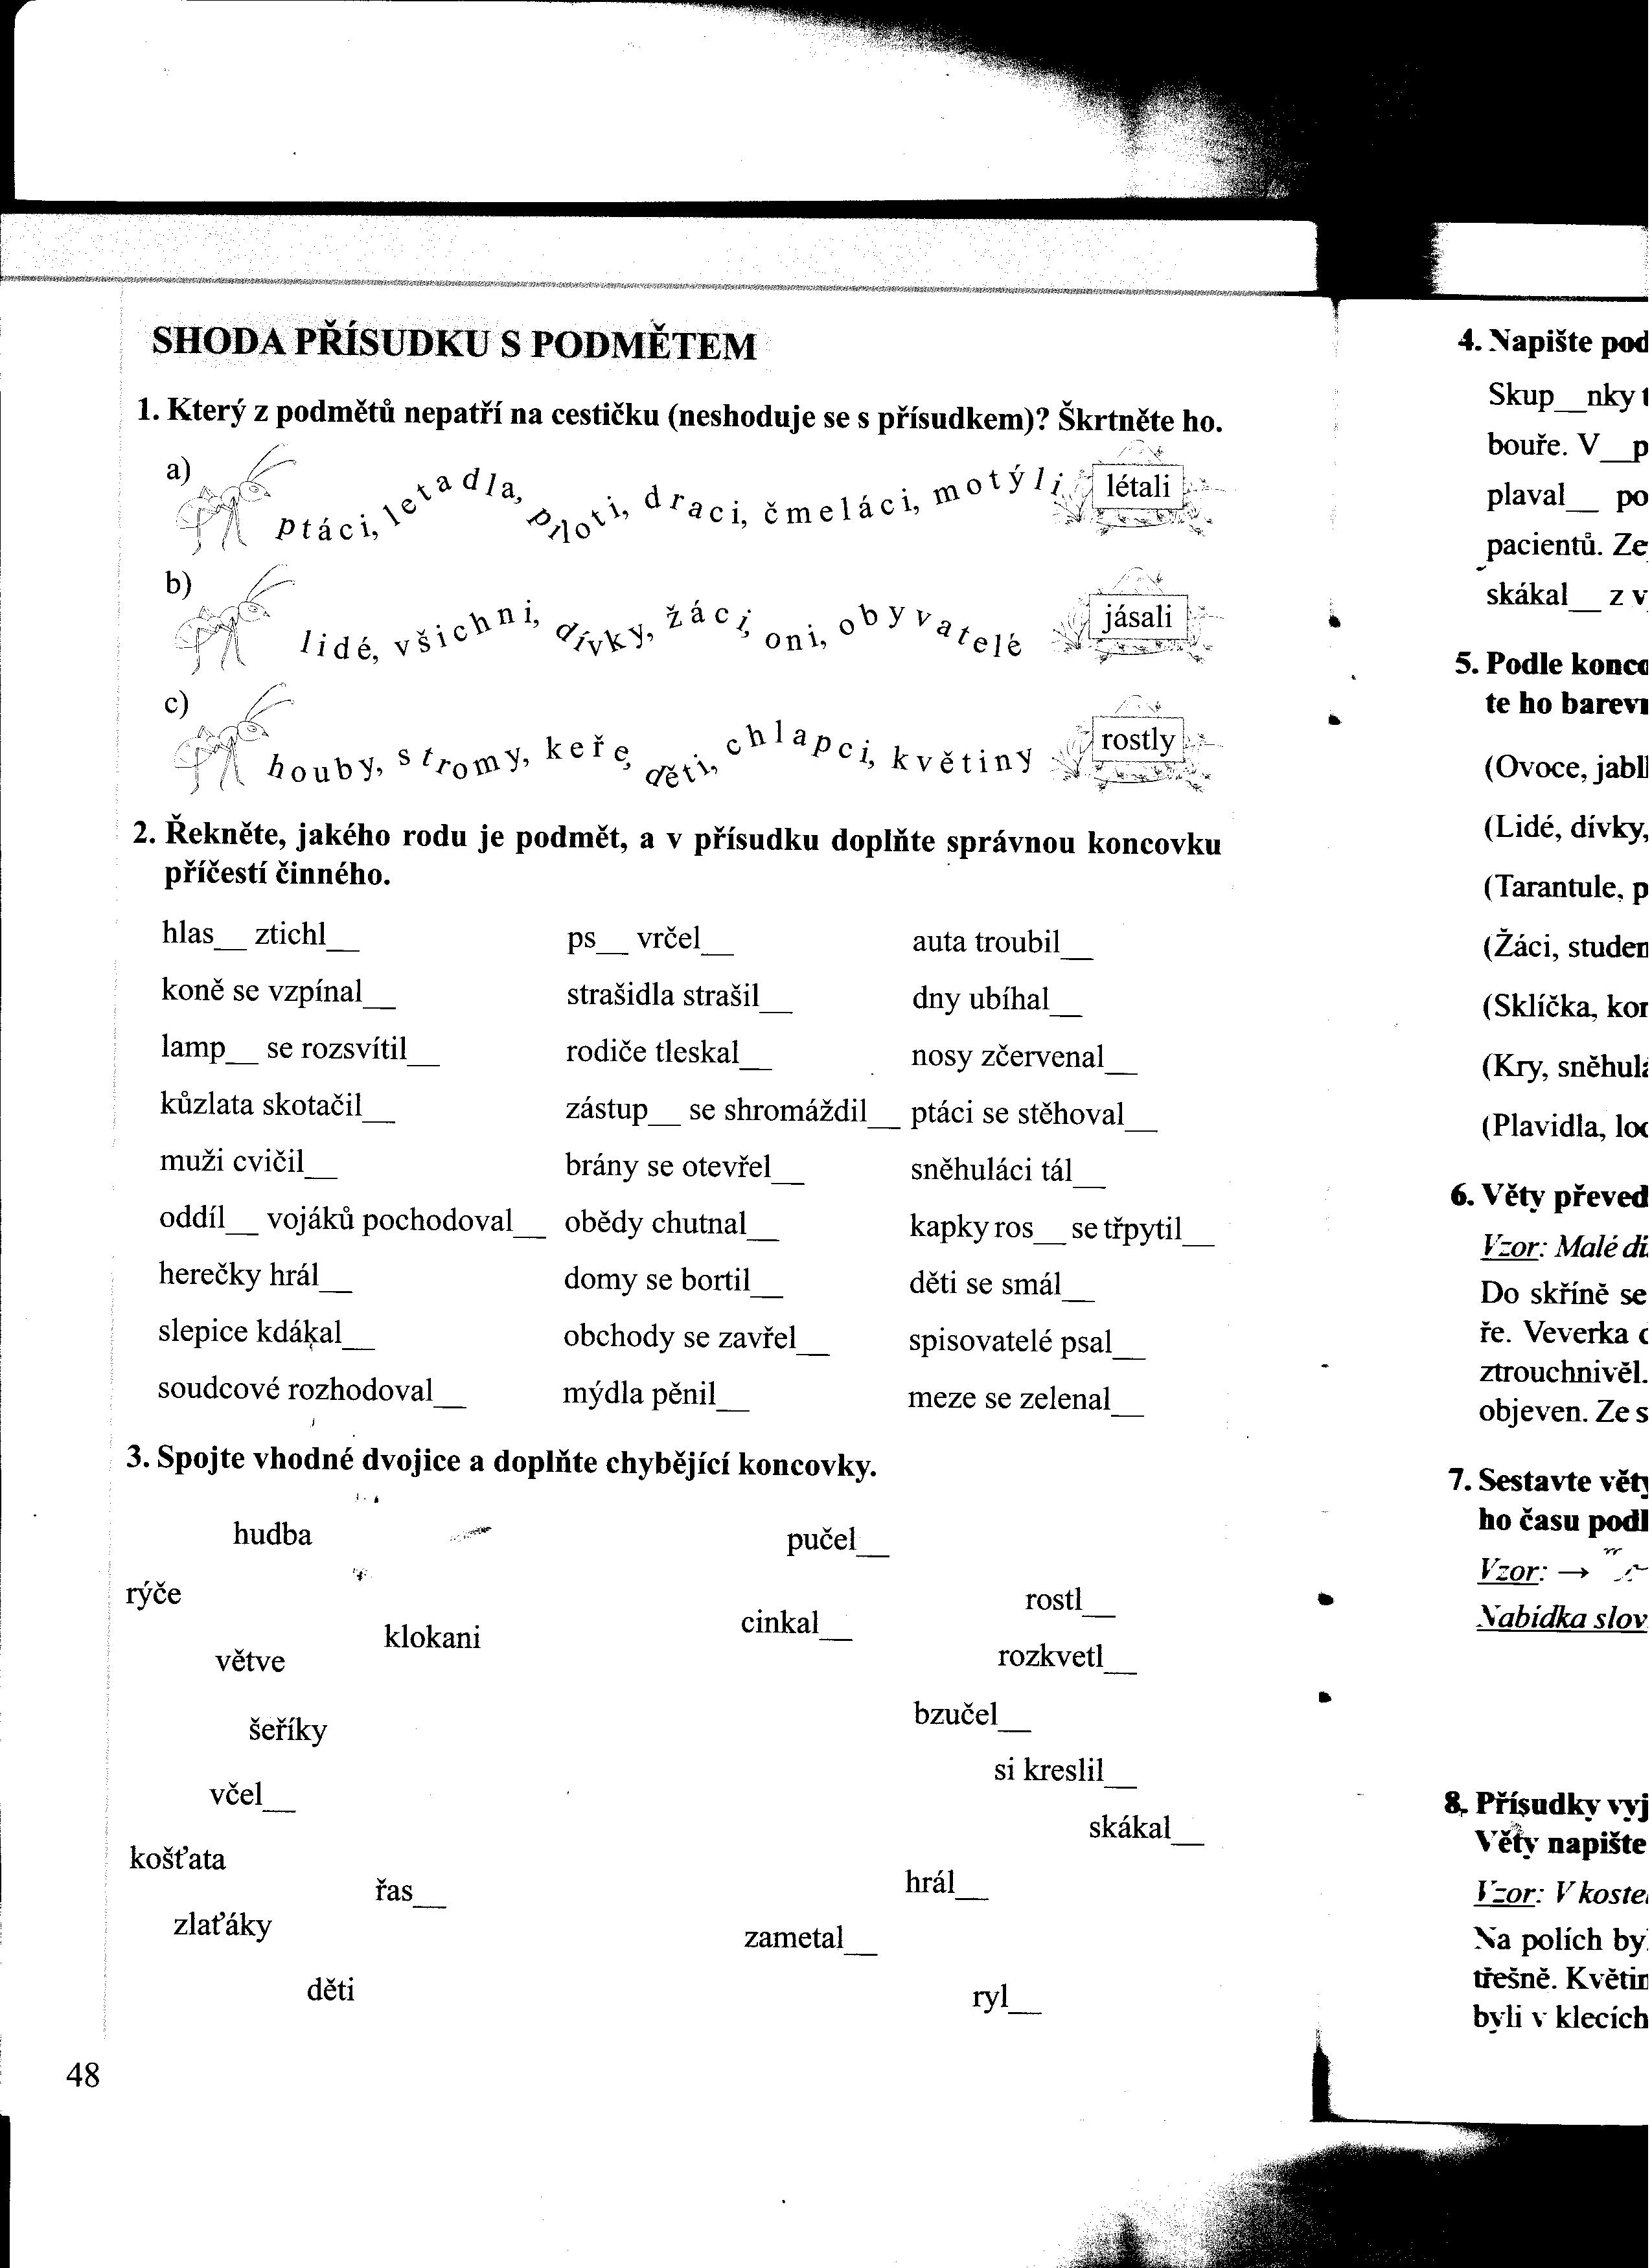 SHODA PŘÍSUDKU S PODMĚTEM
1. Který z podmětů nepatří na cestičku (neshoduje se s přísudkem)? Škrtněte ho.
a) ptáci, letadla, piloti, draci, čmeláci, motýli létali
b) lidé, všichni, dívky, žáci, oni, obyvatelé jásali
c) houby, stromy, keře, děti, chlapci, květiny rostly
2. Řekněte, jakého rodu je podmět, a v přísudku doplňte správnou koncovku
příčestí činného.
hlas__ ztichl__ ps__ vrčel__ auta troubil__
koně se vzpínal__ strašidla strašil__ dny ubíhal__
lamp__ se rozsvítil__ rodiče tleskal__ nosy zčervenal__
kůzlata skotačil__ zástup__ se shromáždil__ ptáci se stěhoval__
muži cvičil__ brány se otevřel__ sněhuláci tál__
oddíl__ vojáků pochodoval__ obědy chutnal__ kapky ros__ se třpytil__
herečky hrál__ domy se bortil__ děti se smál__
slepice kdákal__ obchody se zavřel__ spisovatelé psal__
soudcové rozhodoval__ mýdla pěnil__ meze se zelenal__
3. Spojte vhodné dvojice a doplňte chybějící koncovky.
hudba pučel__
rýče rostl__
klokani cinkal__
větve rozkvetl__
šeříky bzučel__
si kreslil__
včel__
skákal__
košťata
řas__ hrál__
zlaťáky zametal__
děti ryl__
48
4. Napište pod
Skup__nky t
bouře. V__p
plaval__ po
pacientů. Ze
skákal__ z v
5. Podle konco
te ho barevn
(Ovoce, jabl
(Lidé, dívky,
(Tarantule, p
(Žáci, studen
(Sklíčka, kor
(Kry, sněhulá
(Plavidla, loď
6. Věty převed
Vzor: Malé dí
Do skříně se
ře. Veverka
ztrouchnivěl.
objeven. Ze s
7. Sestavte věty
ho času podl
Vzor: →
Nabídka slov
8. Přísudky vyj
Věty napište
Vzor: V kostel
Na polích by
třešně. Květin
byli v klecích